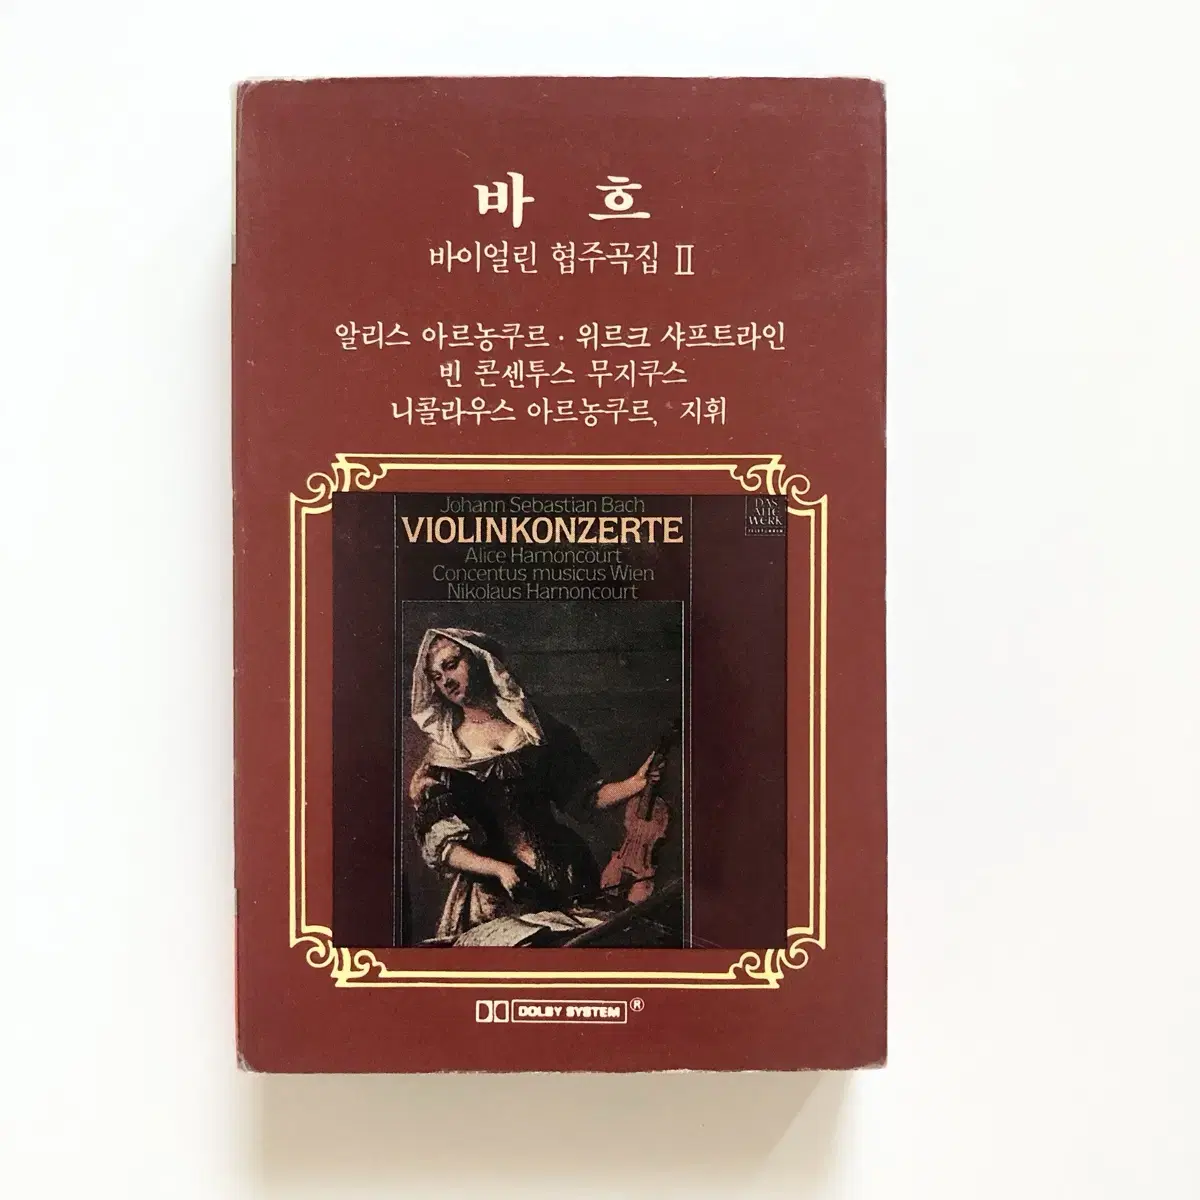 바 흐
바이얼린 협주곡집 Ⅱ
알리스 아르농쿠르 · 위르크 샤프트라인
빈 콘센투스 무지쿠스
니콜라우스 아르농쿠르, 지휘
Johann Sebastian Bach
VIOLINKONZERTE
Alice Harnoncourt
Concentus musicus Wien
Nikolaus Harnoncourt
DAS
ALTE
WERK
TELEFUNKEN
DOLBY SYSTEM ®